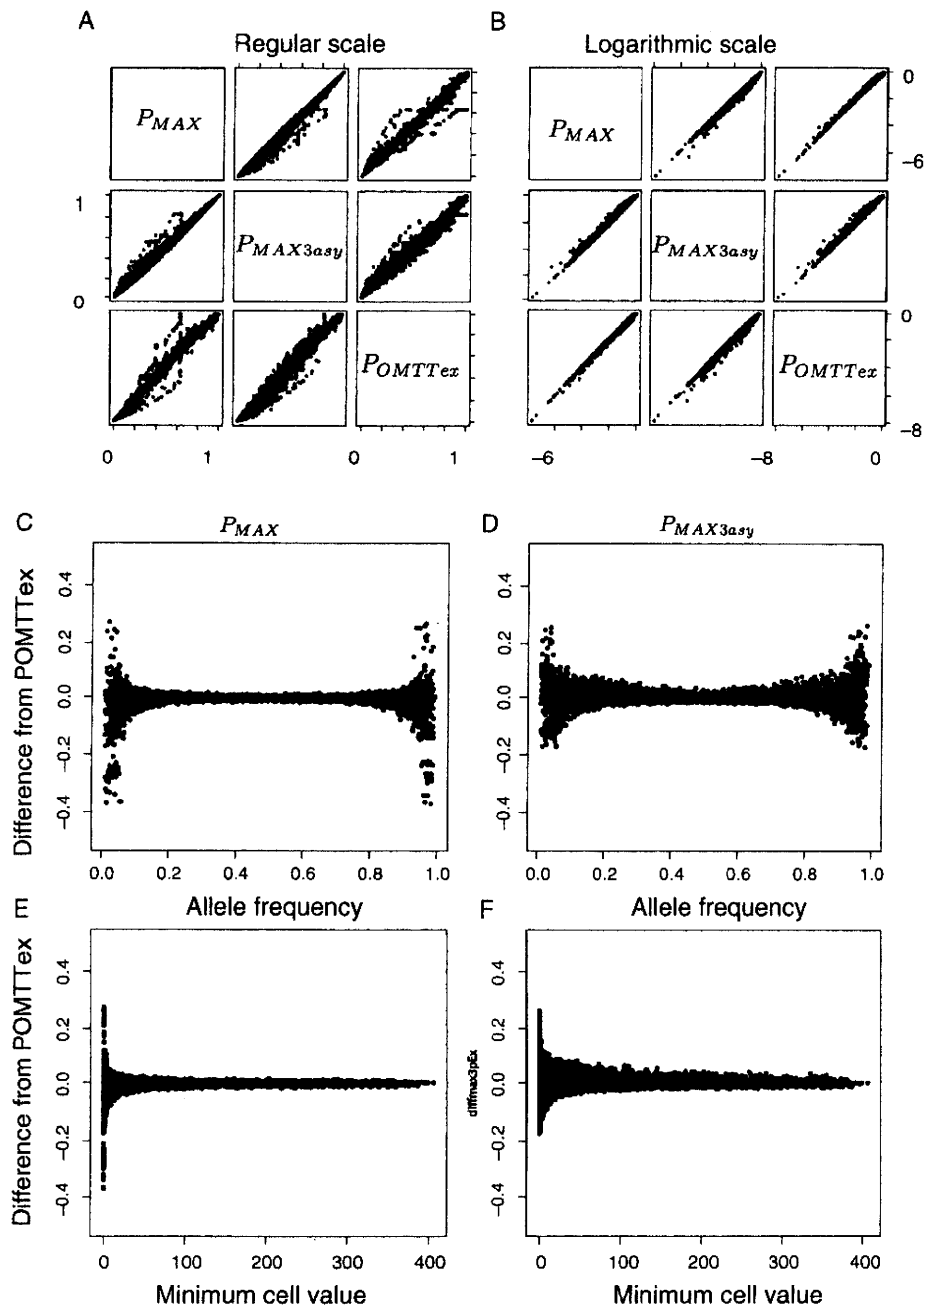 A
B
Regular scale
Logarithmic scale
P_MAX
P_MAX
0
−6
1
0
P_MAX3asy
P_MAX3asy
P_OMTTex
P_OMTTex
0
−8
0 1 0 1
−6 −8 0
C
P_MAX
D
P_MAX3asy
Difference from POMTTex
0.4
0.2
0.0
−0.2
−0.4
0.4
0.2
0.0
−0.2
−0.4
0.0 0.2 0.4 0.6 0.8 1.0
0.0 0.2 0.4 0.6 0.8 1.0
E
Allele frequency
F
Allele frequency
Difference from POMTTex
0.4
0.2
0.0
−0.2
−0.4
diffmax3pEx
0.4
0.2
0.0
−0.2
−0.4
0 100 200 300 400
0 100 200 300 400
Minimum cell value
Minimum cell value